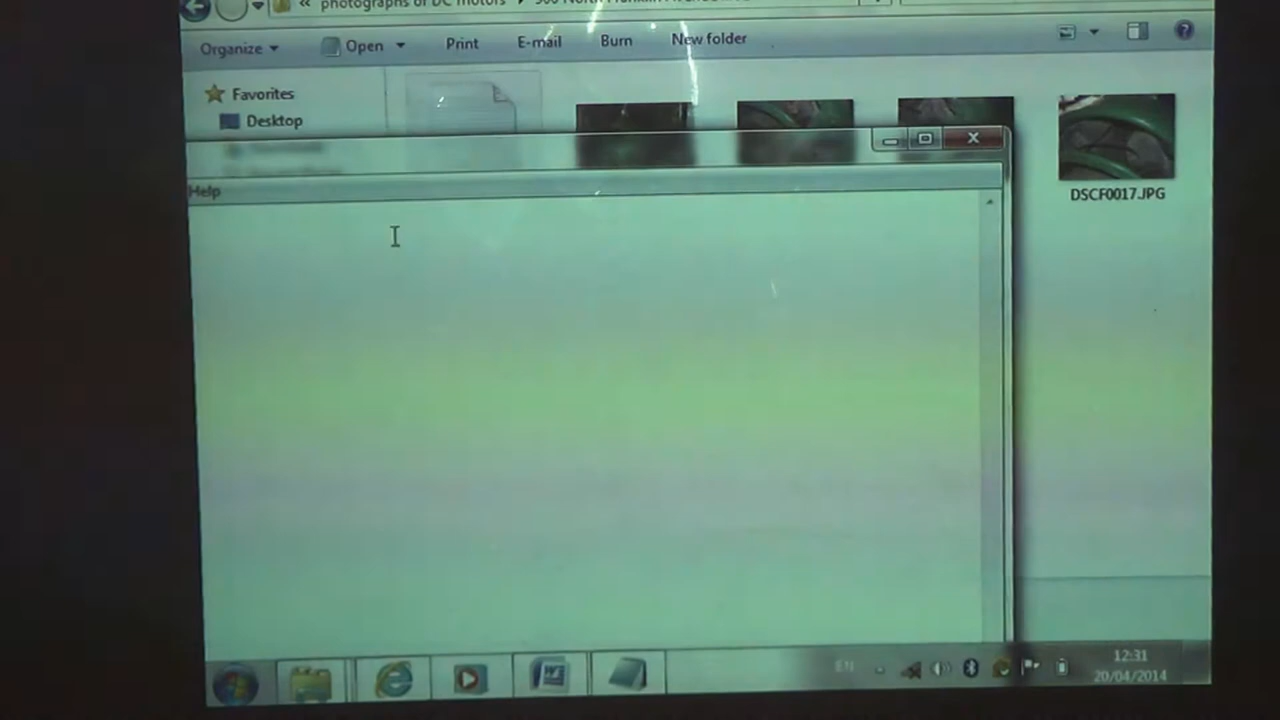 « photographs of DC motors
Organize Open Print E-mail Burn New folder
Favorites
Desktop
Help
DSCF0017.JPG
EN
12:31
20/04/2014